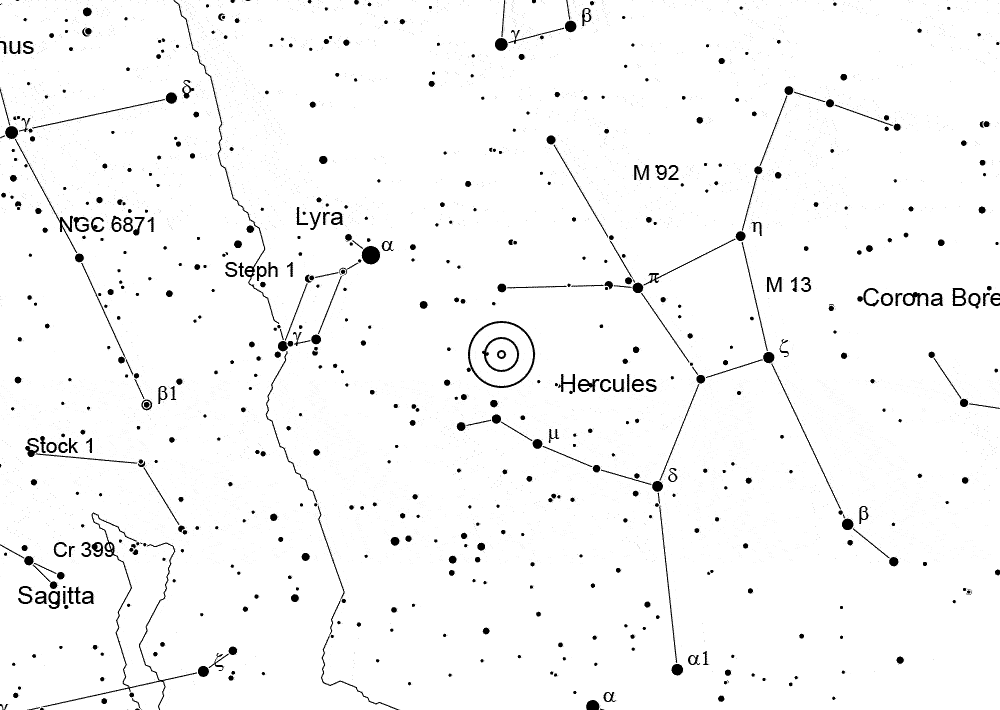 β
γ
nus
δ
γ
M 92
NGC 6871
Lyra
α
η
Steph 1
π
M 13
Corona Bore
γ
ζ
Hercules
β1
μ
Stock 1
δ
β
Cr 399
Sagitta
ζ
α1
α
γ